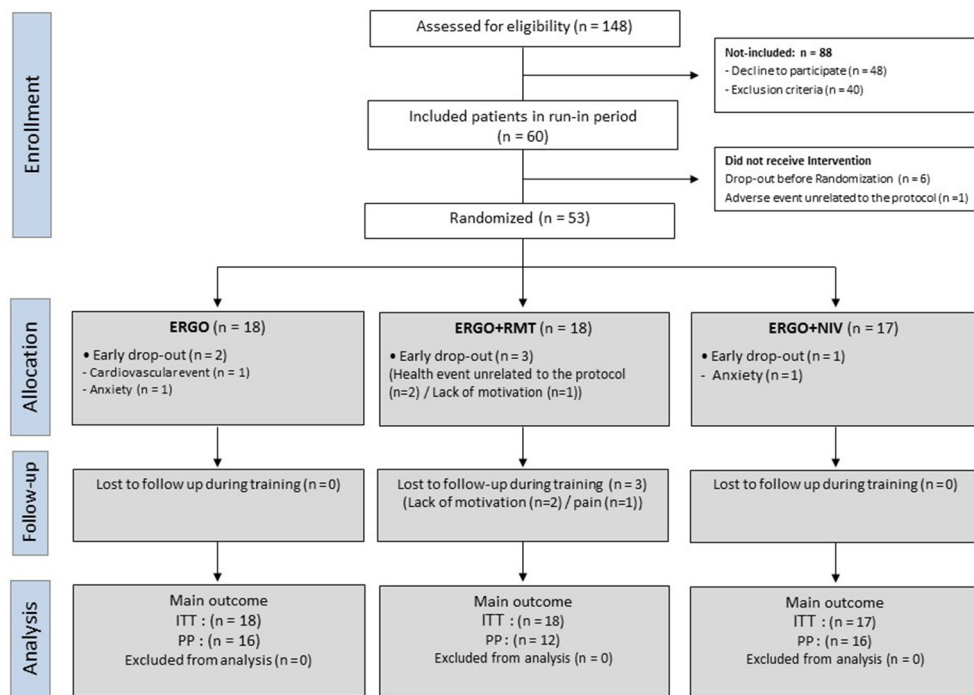 Enrollment
Assessed for eligibility (n = 148)
Not-included: n = 88
- Decline to participate (n = 48)
- Exclusion criteria (n = 40)
Included patients in run-in period
(n = 60)
Did not receive Intervention
Drop-out before Randomization (n = 6)
Adverse event unrelated to the protocol (n =1)
Randomized (n = 53)
Allocation
ERGO (n = 18)
• Early drop-out (n = 2)
- Cardiovascular event (n = 1)
- Anxiety (n = 1)
ERGO+RMT (n = 18)
• Early drop-out (n = 3)
(Health event unrelated to the protocol
(n=2) / Lack of motivation (n=1))
ERGO+NIV (n = 17)
• Early drop-out (n = 1)
- Anxiety (n = 1)
Follow-up
Lost to follow up during training (n = 0)
Lost to follow-up during training (n = 3)
(Lack of motivation (n=2) / pain (n=1))
Lost to follow up during training (n = 0)
Analysis
Main outcome
ITT : (n = 18)
PP : (n = 16)
Excluded from analysis (n = 0)
Main outcome
ITT : (n = 18)
PP : (n = 12)
Excluded from analysis (n = 0)
Main outcome
ITT : (n = 17)
PP : (n = 16)
Excluded from analysis (n = 0)